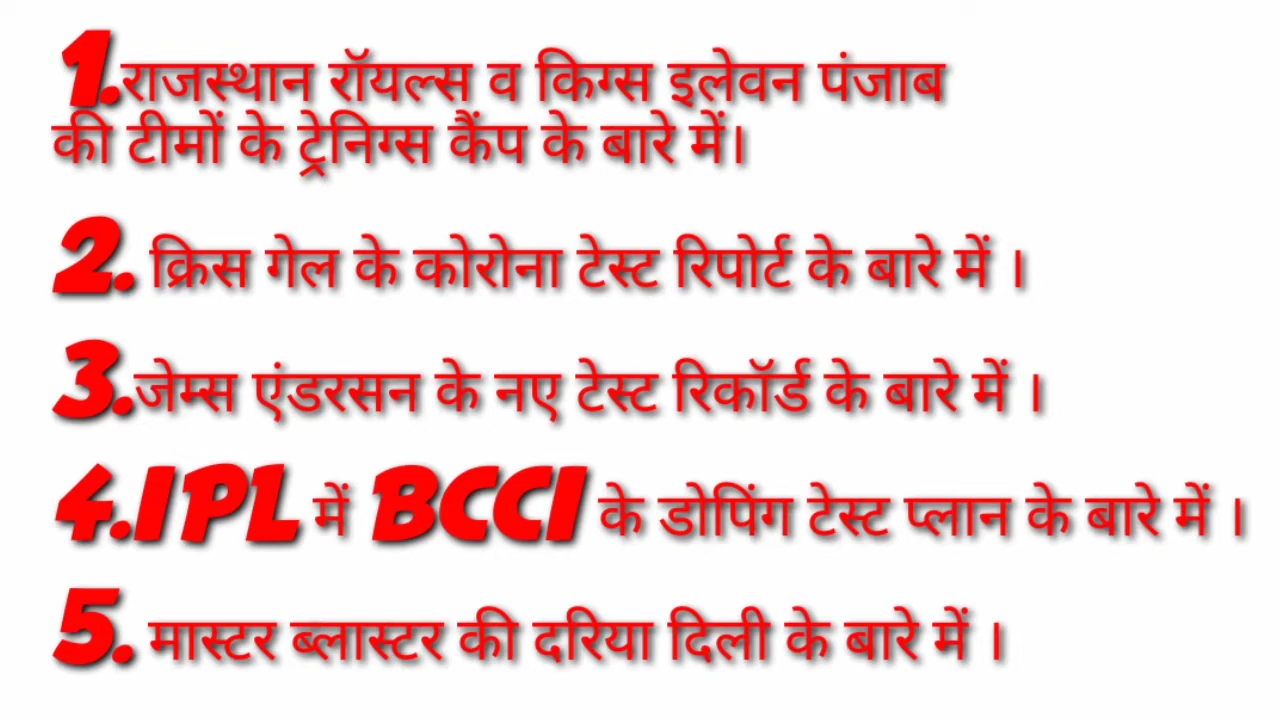 1.राजस्थान रॉयल्स व किग्स इलेवन पंजाब
की टीमों के ट्रेनिग्स कैंप के बारे में।
2. क्रिस गेल के कोरोना टेस्ट रिपोर्ट के बारे में ।
3.जेम्स एंडरसन के नए टेस्ट रिकॉर्ड के बारे में ।
4.IPL में BCCI के डोपिंग टेस्ट प्लान के बारे में ।
5. मास्टर ब्लास्टर की दरिया दिली के बारे में ।